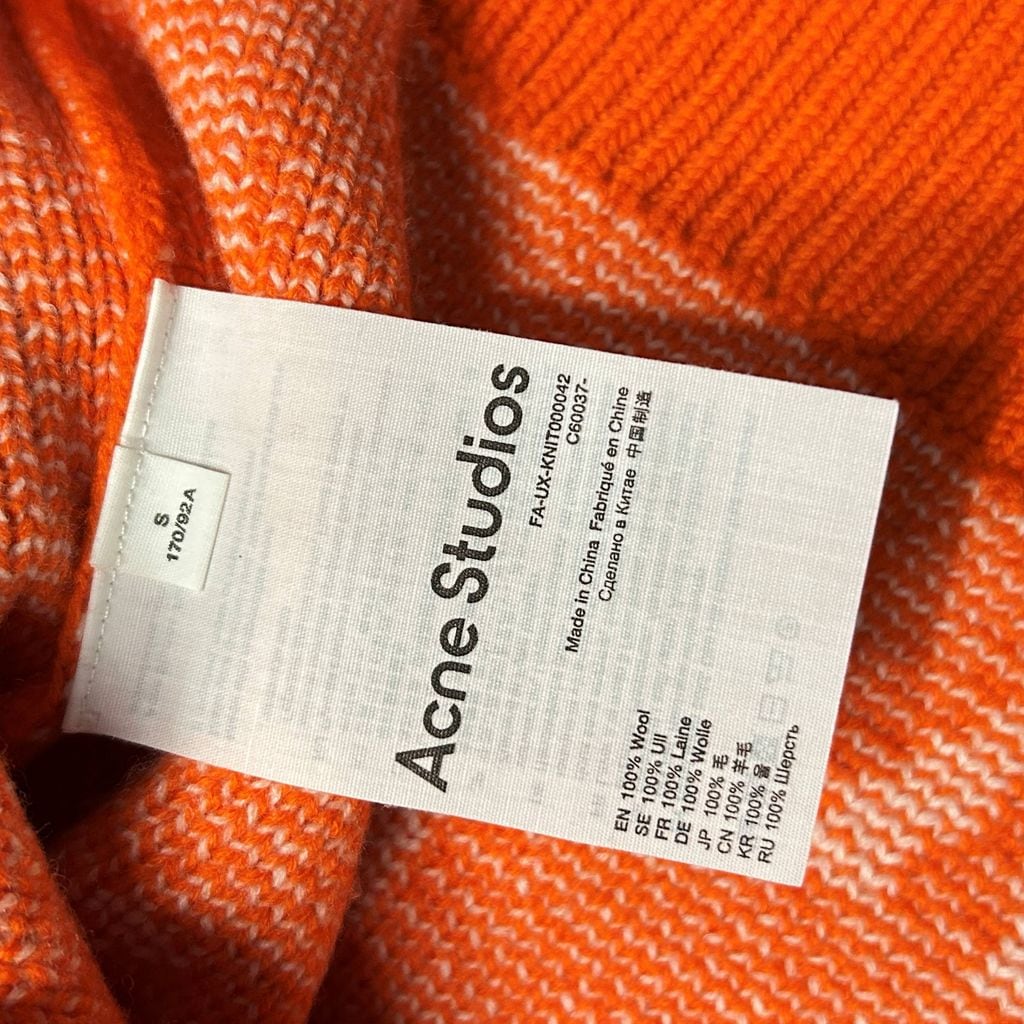 S
170/92A
Acne Studios
FA-UX-KNIT000042
C60037-
Made in China Fabriqué en Chine
Сделано в Китае 中国制造
EN 100% Wool
SE 100% Ull
FR 100% Laine
DE 100% Wolle
JP 100% 毛
CN 100% 羊毛
KR 100% 울
RU 100% Шерсть